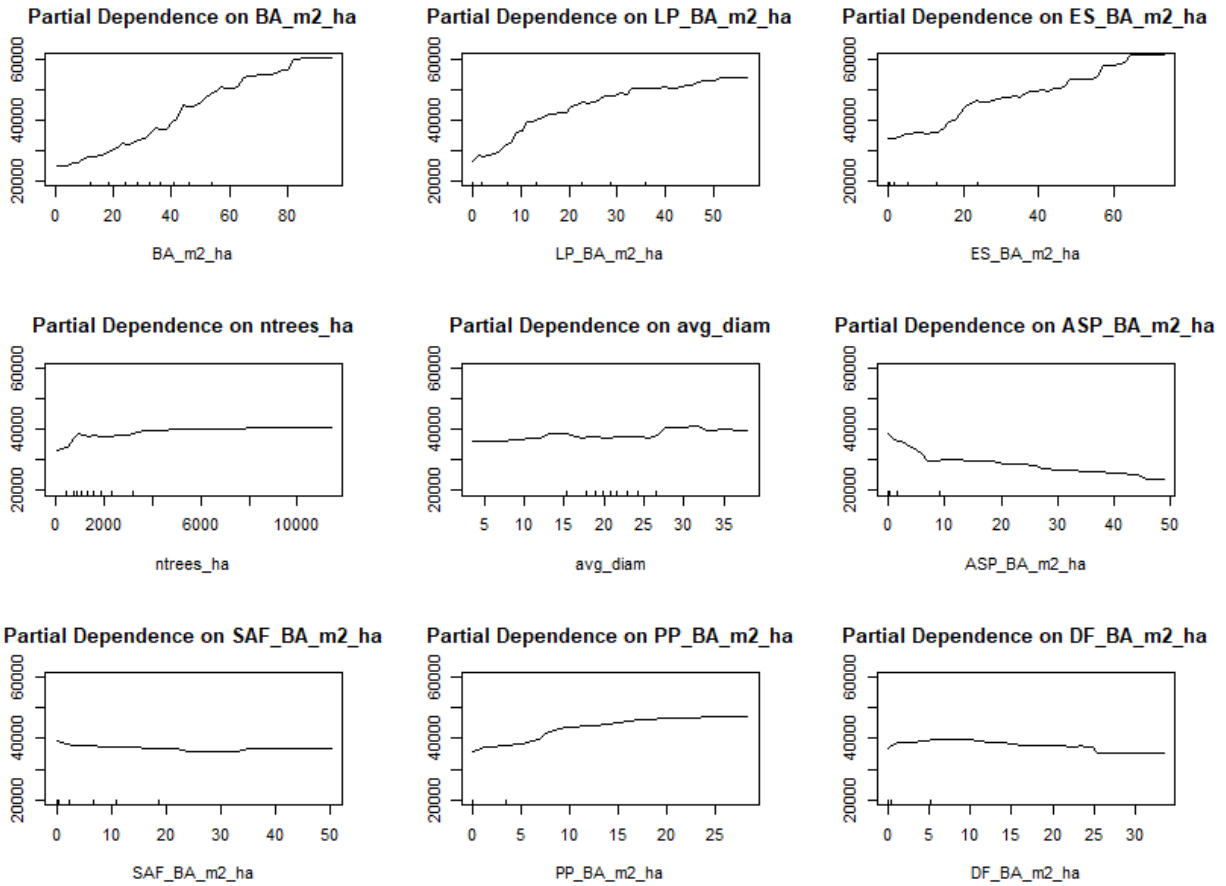 Partial Dependence on BA_m2_ha
60000
40000
20000
0 20 40 60 80
BA_m2_ha
Partial Dependence on LP_BA_m2_ha
60000
40000
20000
0 10 20 30 40 50
LP_BA_m2_ha
Partial Dependence on ES_BA_m2_ha
60000
40000
20000
0 20 40 60
ES_BA_m2_ha
Partial Dependence on ntrees_ha
60000
40000
20000
0 2000 6000 10000
ntrees_ha
Partial Dependence on avg_diam
60000
40000
20000
5 10 15 20 25 30 35
avg_diam
Partial Dependence on ASP_BA_m2_ha
60000
40000
20000
0 10 20 30 40 50
ASP_BA_m2_ha
Partial Dependence on SAF_BA_m2_ha
60000
40000
20000
0 10 20 30 40 50
SAF_BA_m2_ha
Partial Dependence on PP_BA_m2_ha
60000
40000
20000
0 5 10 15 20 25
PP_BA_m2_ha
Partial Dependence on DF_BA_m2_ha
60000
40000
20000
0 5 10 15 20 25 30
DF_BA_m2_ha